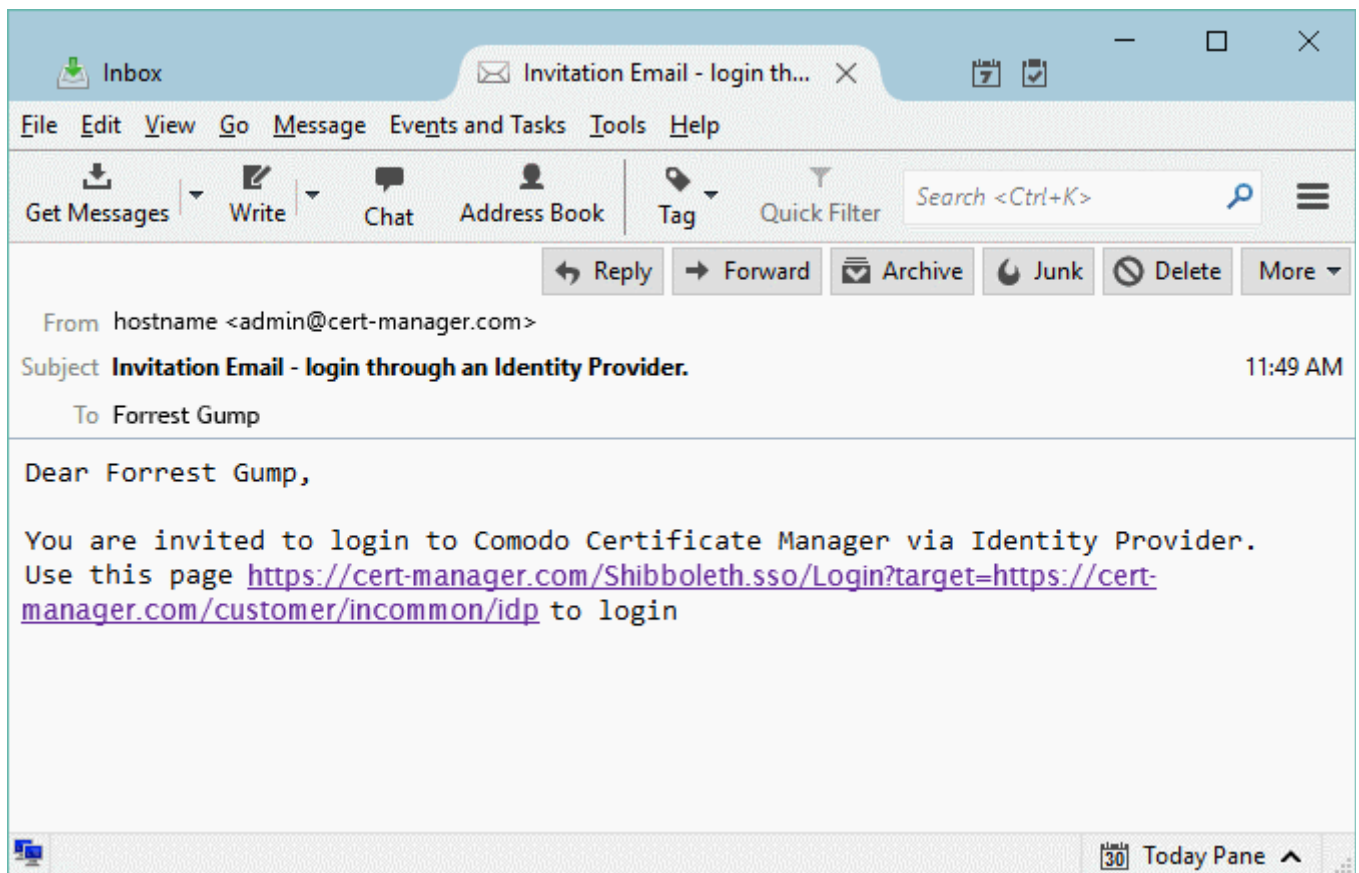 Inbox
Invitation Email - login th...
7
File Edit View Go Message Events and Tasks Tools Help
Get Messages Write Chat Address Book Tag Quick Filter Search <Ctrl+K>
Reply Forward Archive Junk Delete More
From hostname <admin@cert-manager.com>
Subject Invitation Email - login through an Identity Provider. 11:49 AM
To Forrest Gump
Dear Forrest Gump,
You are invited to login to Comodo Certificate Manager via Identity Provider.
Use this page https://cert-manager.com/Shibboleth.sso/Login?target=https://cert-
manager.com/customer/incommon/idp to login
30 Today Pane